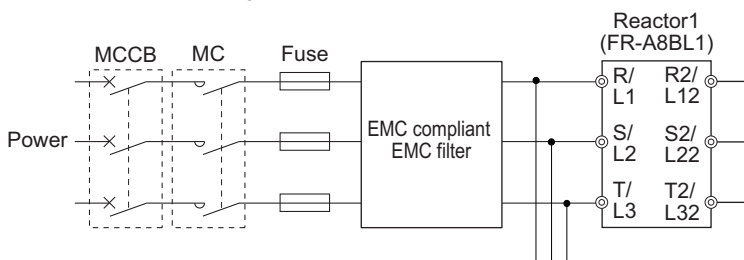 Reactor1
(FR-A8BL1)
MCCB
MC
Fuse
R/
L1
R2/
L12
Power
EMC compliant
EMC filter
S/
L2
S2/
L22
T/
L3
T2/
L32